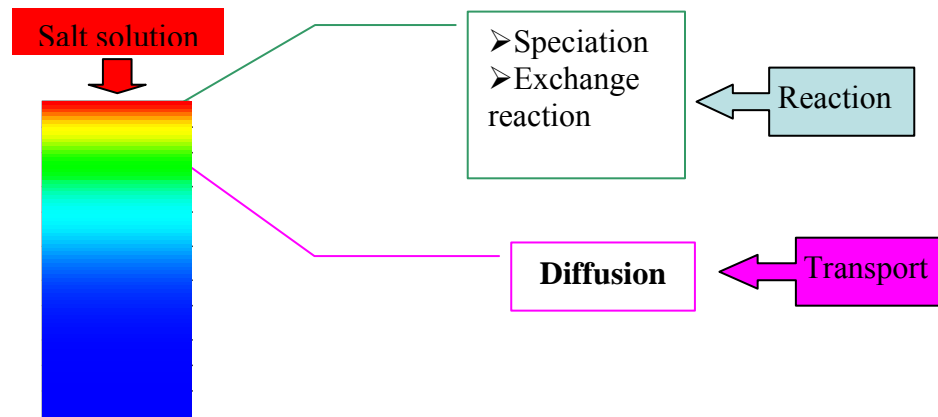 Salt solution
➢Speciation
➢Exchange
reaction
Reaction
Diffusion
Transport